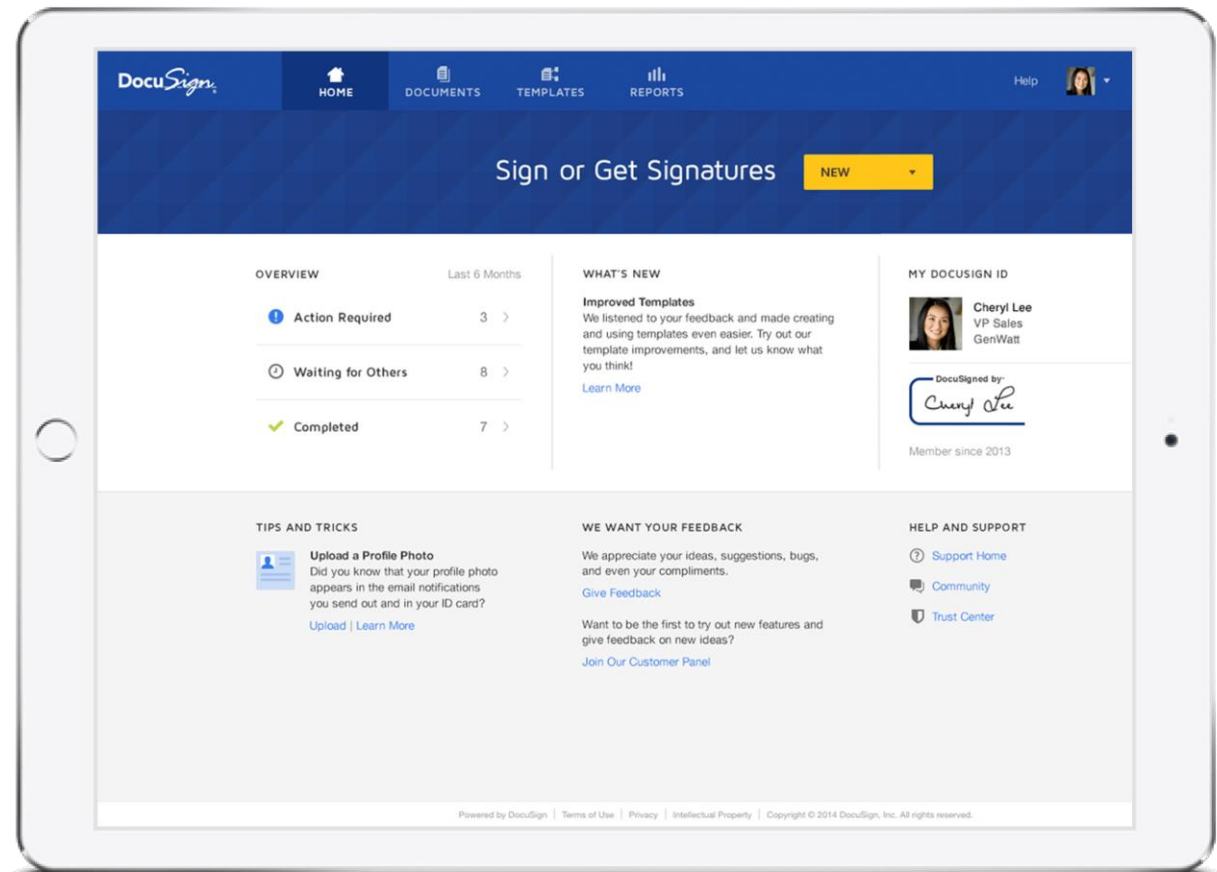 DocuSign
HOME
DOCUMENTS
TEMPLATES
REPORTS
Help
Sign or Get Signatures
NEW
OVERVIEW
Last 6 Months
Action Required 3
Waiting for Others 8
Completed 7
WHAT'S NEW
Improved Templates
We listened to your feedback and made creating
and using templates even easier. Try out our
template improvements, and let us know what
you think!
Learn More
MY DOCUSIGN ID
Cheryl Lee
VP Sales
GenWatt
DocuSigned by:
Cheryl Lee
Member since 2013
TIPS AND TRICKS
Upload a Profile Photo
Did you know that your profile photo
appears in the email notifications
you send out and in your ID card?
Upload | Learn More
WE WANT YOUR FEEDBACK
We appreciate your ideas, suggestions, bugs,
and even your compliments.
Give Feedback
Want to be the first to try out new features and
give feedback on new ideas?
Join Our Customer Panel
HELP AND SUPPORT
Support Home
Community
Trust Center
Powered by DocuSign | Terms of Use | Privacy | Intellectual Property | Copyright © 2014 DocuSign, Inc. All rights reserved.